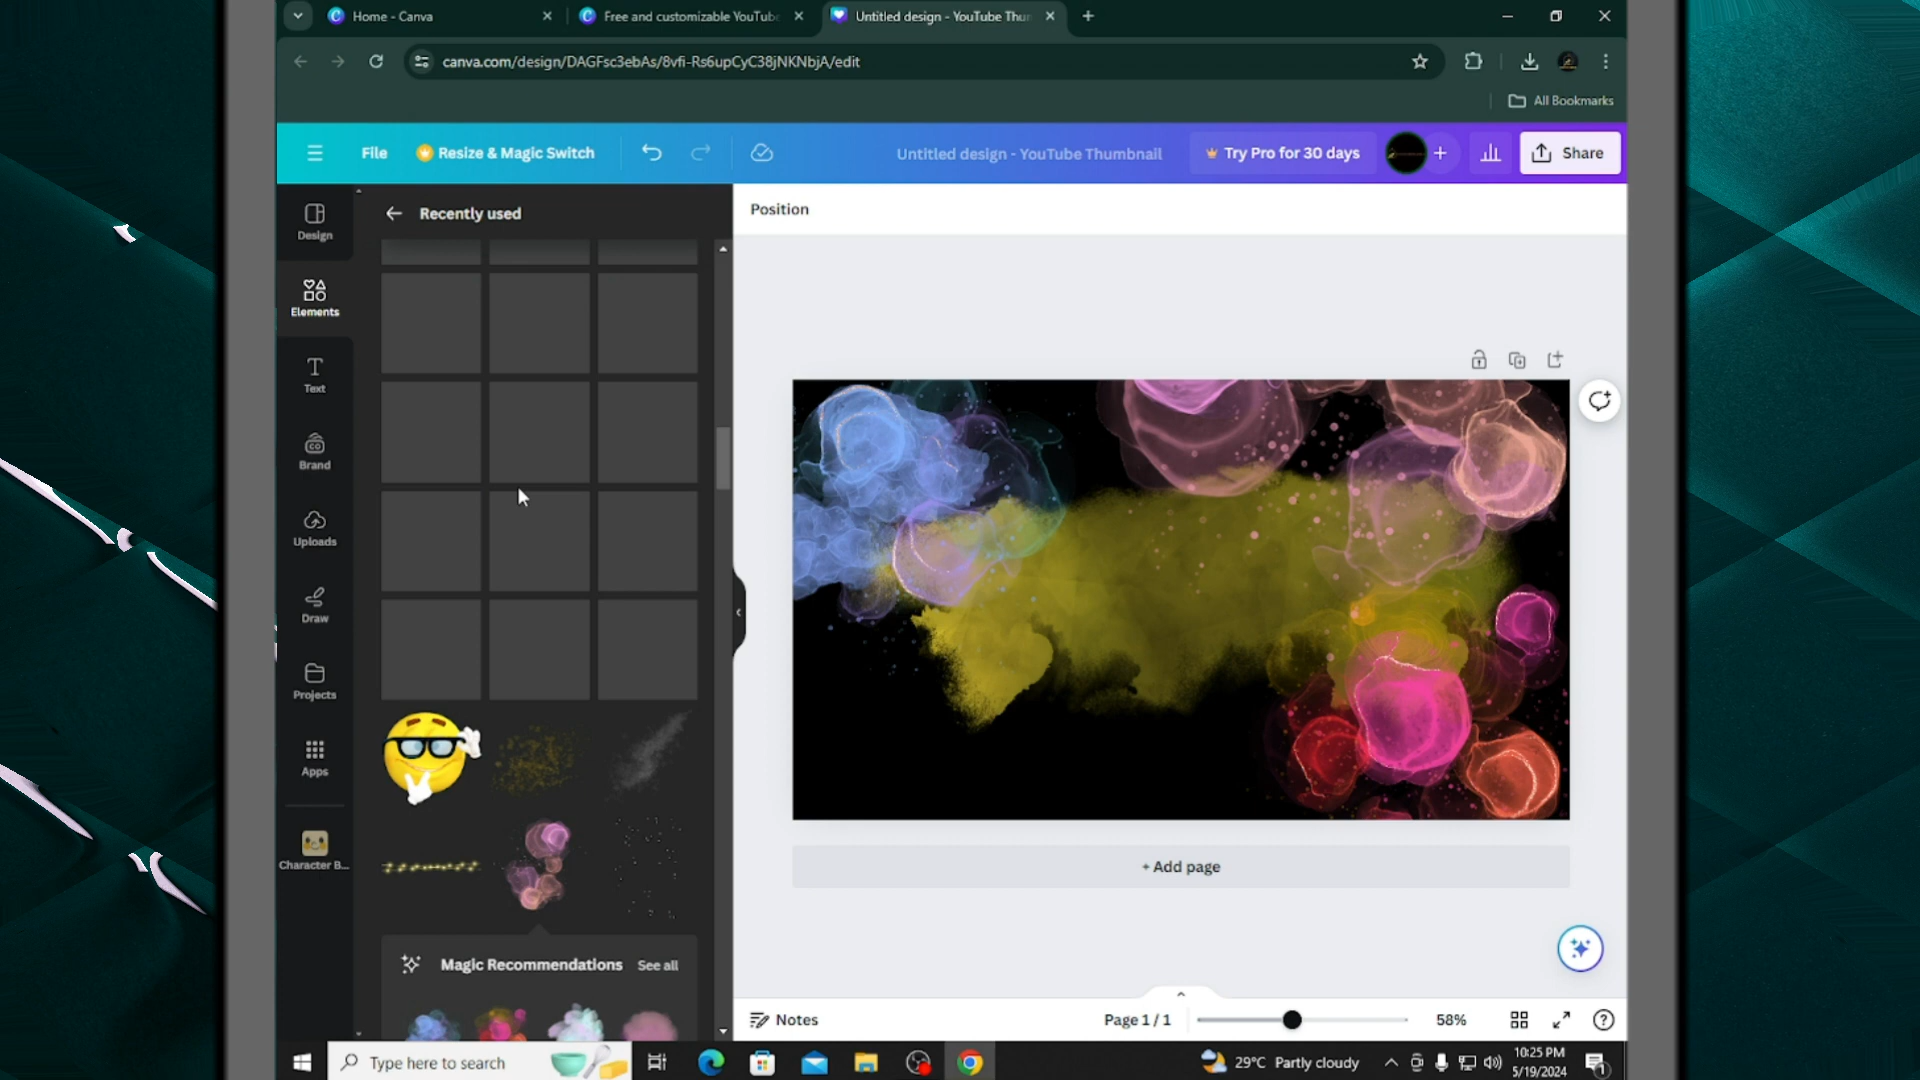 Home - Canva
Free and customizable YouTub
Untitled design - YouTube Thu
canva.com/design/DAGFsc3ebAs/8vfi-Rs6upCyC38jNKNbjA/edit
All Bookmarks
File
Resize & Magic Switch
Untitled design - YouTube Thumbnail
Try Pro for 30 days
Share
Design
Recently used
Position
Elements
Text
Brand
Uploads
Draw
Projects
Apps
Character B...
+ Add page
Magic Recommendations
See all
Notes
Page 1 / 1
58%
Type here to search
29°C Partly cloudy
10:25 PM
5/19/2024
1